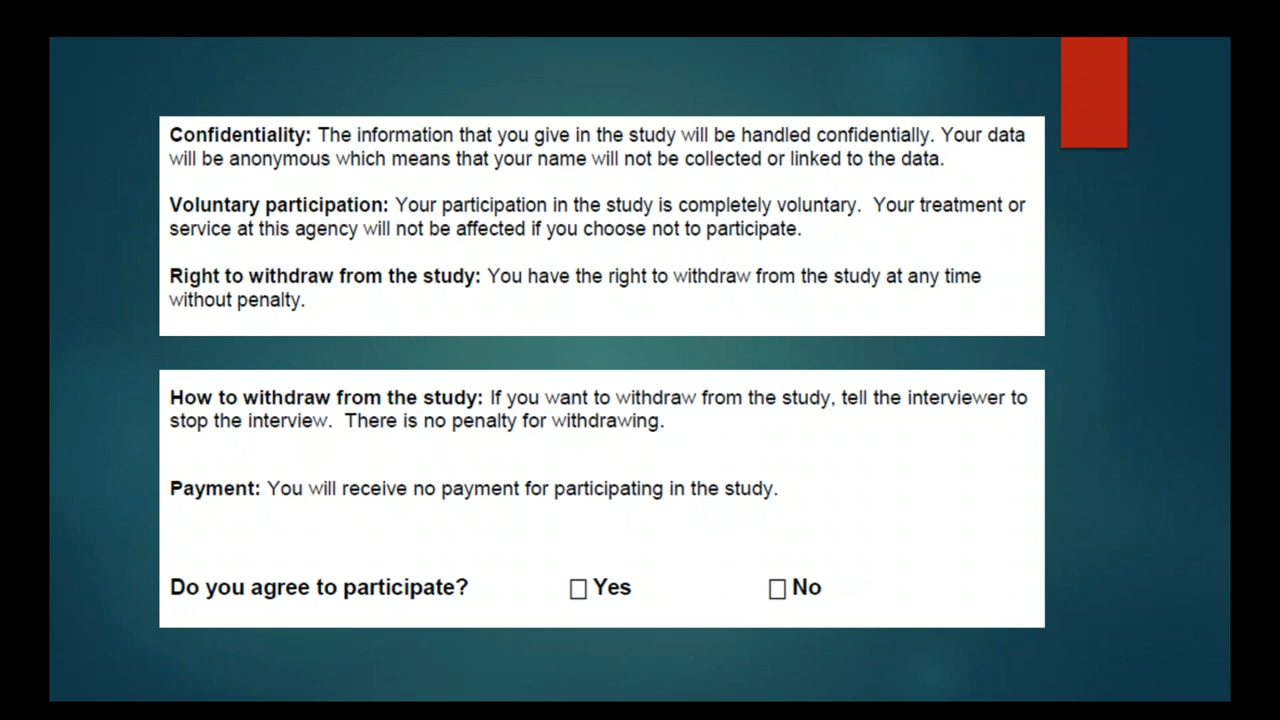 Confidentiality: The information that you give in the study will be handled confidentially. Your data
will be anonymous which means that your name will not be collected or linked to the data.
Voluntary participation: Your participation in the study is completely voluntary.  Your treatment or
service at this agency will not be affected if you choose not to participate.
Right to withdraw from the study: You have the right to withdraw from the study at any time
without penalty.
How to withdraw from the study: If you want to withdraw from the study, tell the interviewer to
stop the interview.  There is no penalty for withdrawing.
Payment: You will receive no payment for participating in the study.
Do you agree to participate? □ Yes □ No